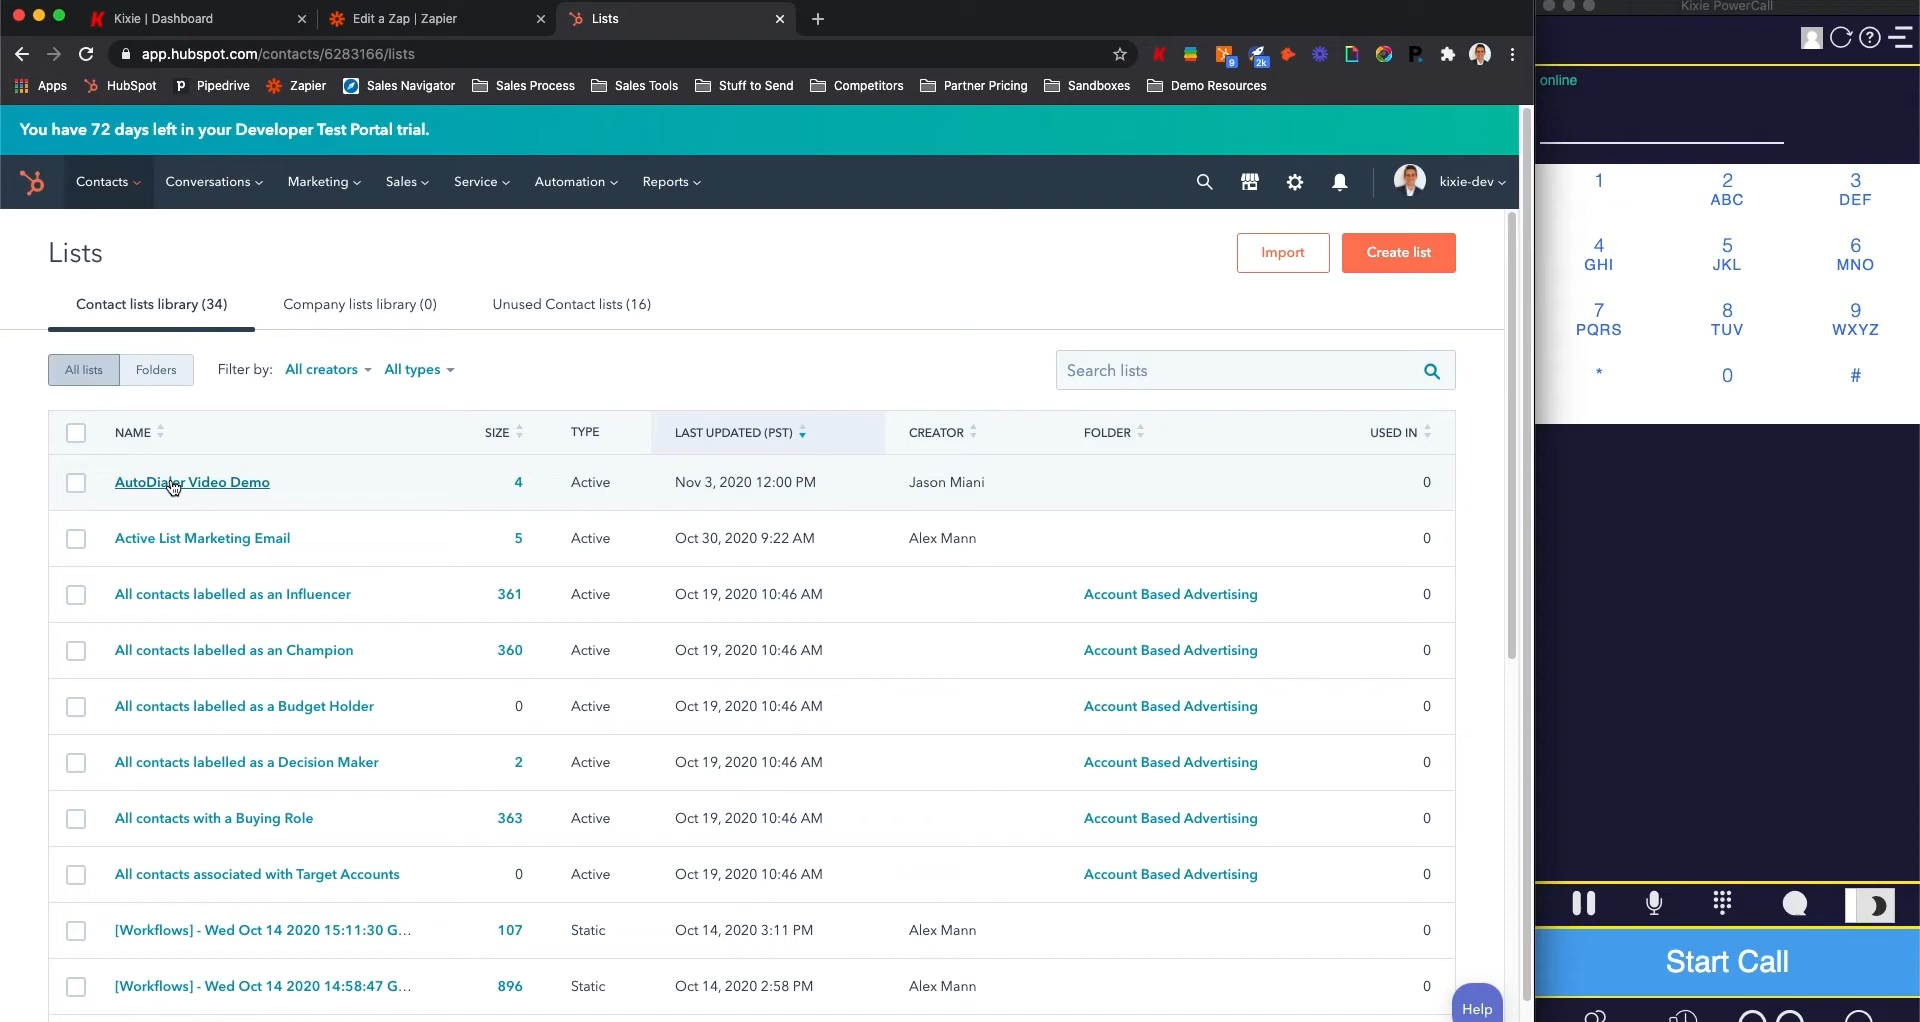 Kixie | Dashboard
Edit a Zap | Zapier
Lists
Kixie PowerCall
app.hubspot.com/contacts/6283166/lists
9
2k
Apps
HubSpot
Pipedrive
Zapier
Sales Navigator
Sales Process
Sales Tools
Stuff to Send
Competitors
Partner Pricing
Sandboxes
Demo Resources
online
You have 72 days left in your Developer Test Portal trial.
Contacts
Conversations
Marketing
Sales
Service
Automation
Reports
kixie-dev
Lists
Import
Create list
Contact lists library (34)
Company lists library (0)
Unused Contact lists (16)
All lists
Folders
Filter by:
All creators
All types
Search lists
NAME SIZE TYPE LAST UPDATED (PST) CREATOR FOLDER USED IN
AutoDialer Video Demo 4 Active Nov 3, 2020 12:00 PM Jason Miani 0
Active List Marketing Email 5 Active Oct 30, 2020 9:22 AM Alex Mann 0
All contacts labelled as an Influencer 361 Active Oct 19, 2020 10:46 AM Account Based Advertising 0
All contacts labelled as an Champion 360 Active Oct 19, 2020 10:46 AM Account Based Advertising 0
All contacts labelled as a Budget Holder 0 Active Oct 19, 2020 10:46 AM Account Based Advertising 0
All contacts labelled as a Decision Maker 2 Active Oct 19, 2020 10:46 AM Account Based Advertising 0
All contacts with a Buying Role 363 Active Oct 19, 2020 10:46 AM Account Based Advertising 0
All contacts associated with Target Accounts 0 Active Oct 19, 2020 10:46 AM Account Based Advertising 0
[Workflows] - Wed Oct 14 2020 15:11:30 G... 107 Static Oct 14, 2020 3:11 PM Alex Mann 0
[Workflows] - Wed Oct 14 2020 14:58:47 G... 896 Static Oct 14, 2020 2:58 PM Alex Mann 0
Help
1 2 3
ABC DEF
4 5 6
GHI JKL MNO
7 8 9
PQRS TUV WXYZ
* 0 #
Start Call